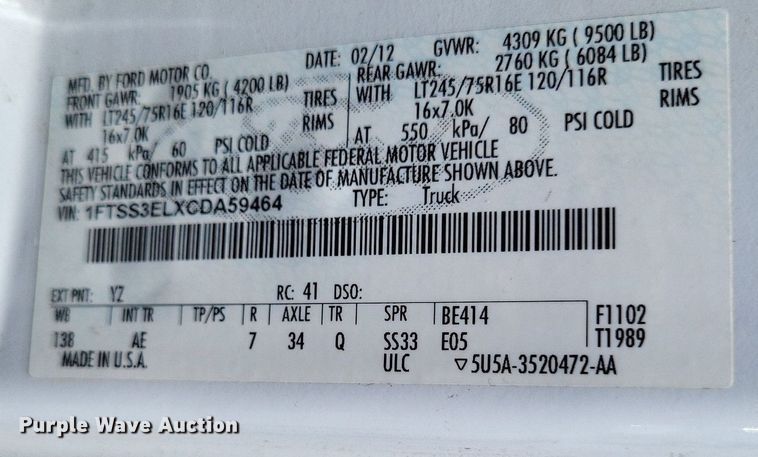 MFD. BY FORD MOTOR CO. DATE: 02/12 GVWR: 4309 KG ( 9500 LB)
FRONT GAWR: 1905 KG ( 4200 LB) REAR GAWR: 2760 KG ( 6084 LB)
WITH LT245/75R16E 120/116R TIRES WITH LT245/75R16E 120/116R TIRES
16x7.0K RIMS 16x7.0K RIMS
AT 415 kPa/ 60 PSI COLD AT 550 kPa/ 80 PSI COLD
THIS VEHICLE CONFORMS TO ALL APPLICABLE FEDERAL MOTOR VEHICLE
SAFETY STANDARDS IN EFFECT ON THE DATE OF MANUFACTURE SHOWN ABOVE.
VIN: 1FTSS3ELXCDA59464 TYPE: Truck
EXT PNT: YZ RC: 41 DSO:
WB INT TR TP/PS R AXLE TR SPR BE414 F1102
138 AE 7 34 Q SS33 E05 T1989
MADE IN U.S.A. ULC ▽5U5A-3520472-AA
Purple Wave Auction